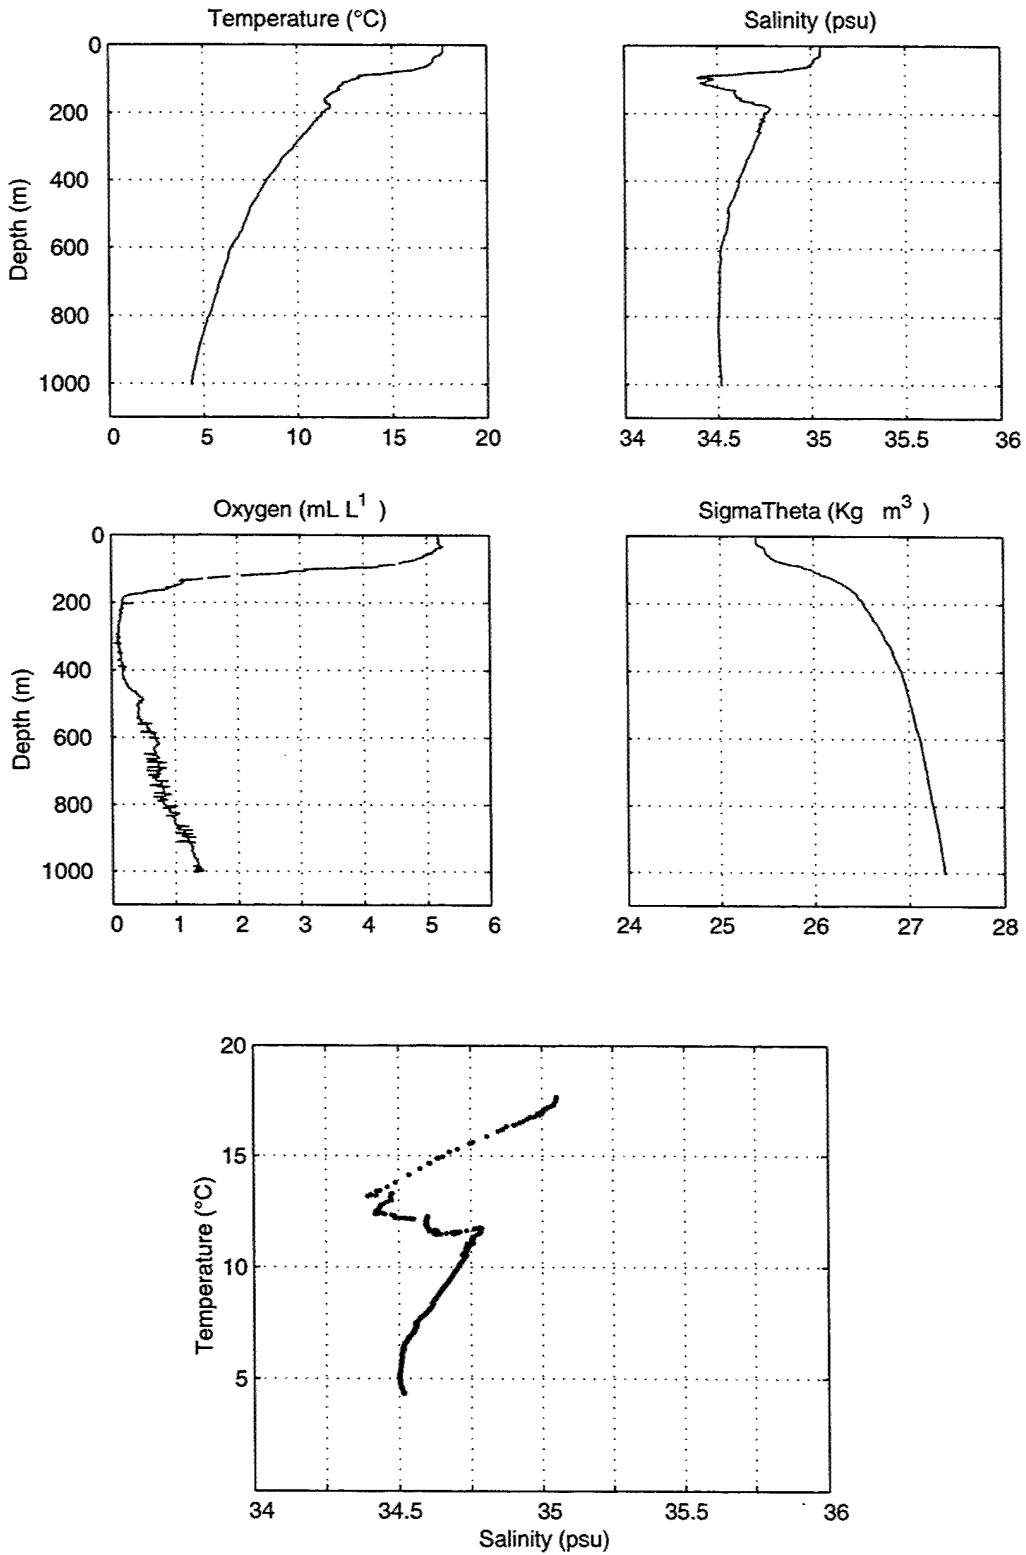 Temperature (°C)
0
200
400
600
800
1000
Depth (m)
0 5 10 15 20
Salinity (psu)
34 34.5 35 35.5 36
Oxygen (mL L1 )
0
200
400
600
800
1000
Depth (m)
0 1 2 3 4 5 6
SigmaTheta (Kg m3 )
24 25 26 27 28
20
15
10
5
Temperature (°C)
34 34.5 35 35.5 36
Salinity (psu)